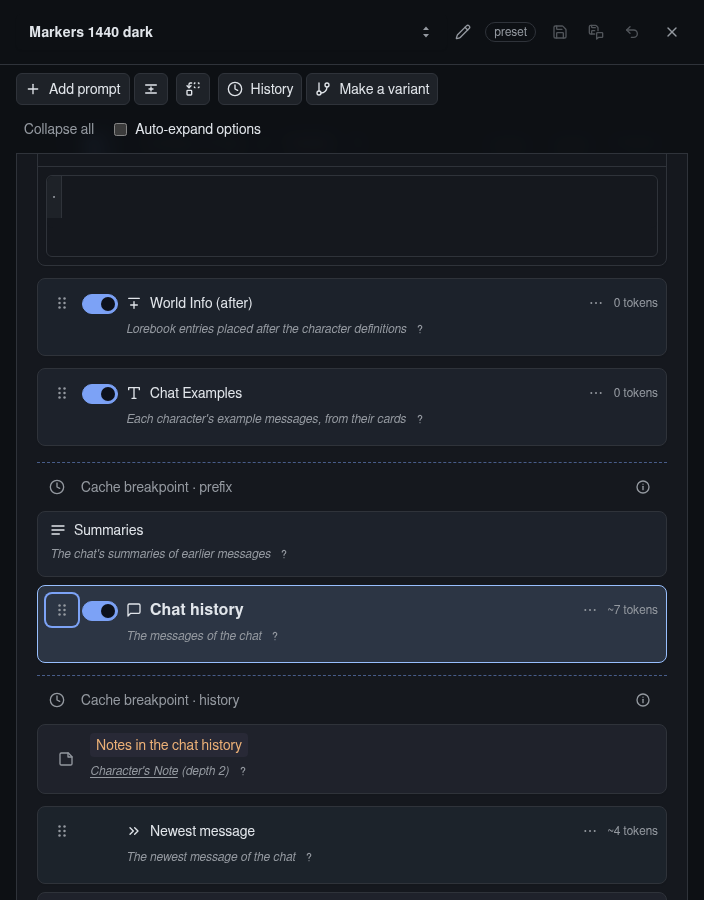 Markers 1440 dark
preset
Add prompt
History
Make a variant
Collapse all
Auto-expand options
World Info (after)
0 tokens
Lorebook entries placed after the character definitions ?
Chat Examples
0 tokens
Each character's example messages, from their cards ?
Cache breakpoint · prefix
Summaries
The chat's summaries of earlier messages ?
Chat history
~7 tokens
The messages of the chat ?
Cache breakpoint · history
Notes in the chat history
Character's Note (depth 2) ?
Newest message
~4 tokens
The newest message of the chat ?